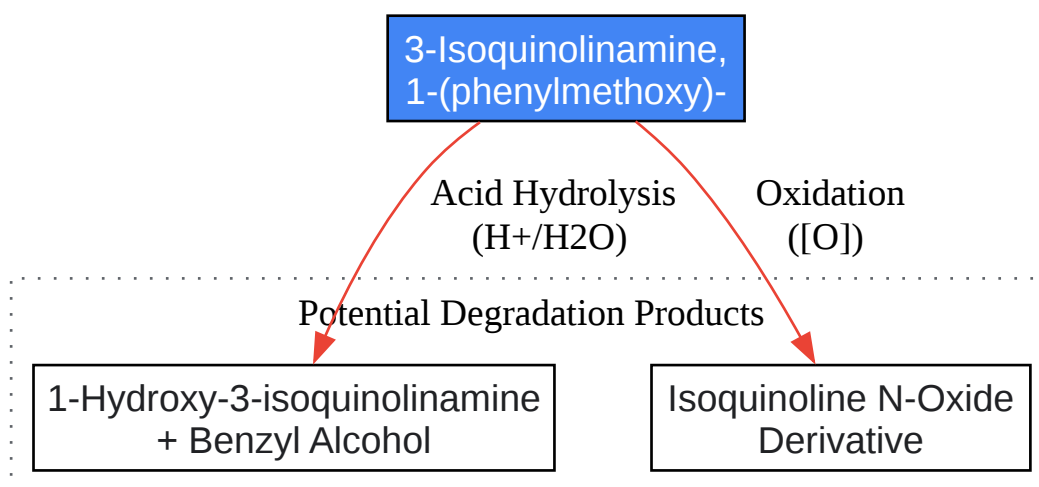 3-Isoquinolinamine,
1-(phenylmethoxy)-
Acid Hydrolysis
(H+/H2O)
Oxidation
([O])
Potential Degradation Products
1-Hydroxy-3-isoquinolinamine
+ Benzyl Alcohol
Isoquinoline N-Oxide
Derivative